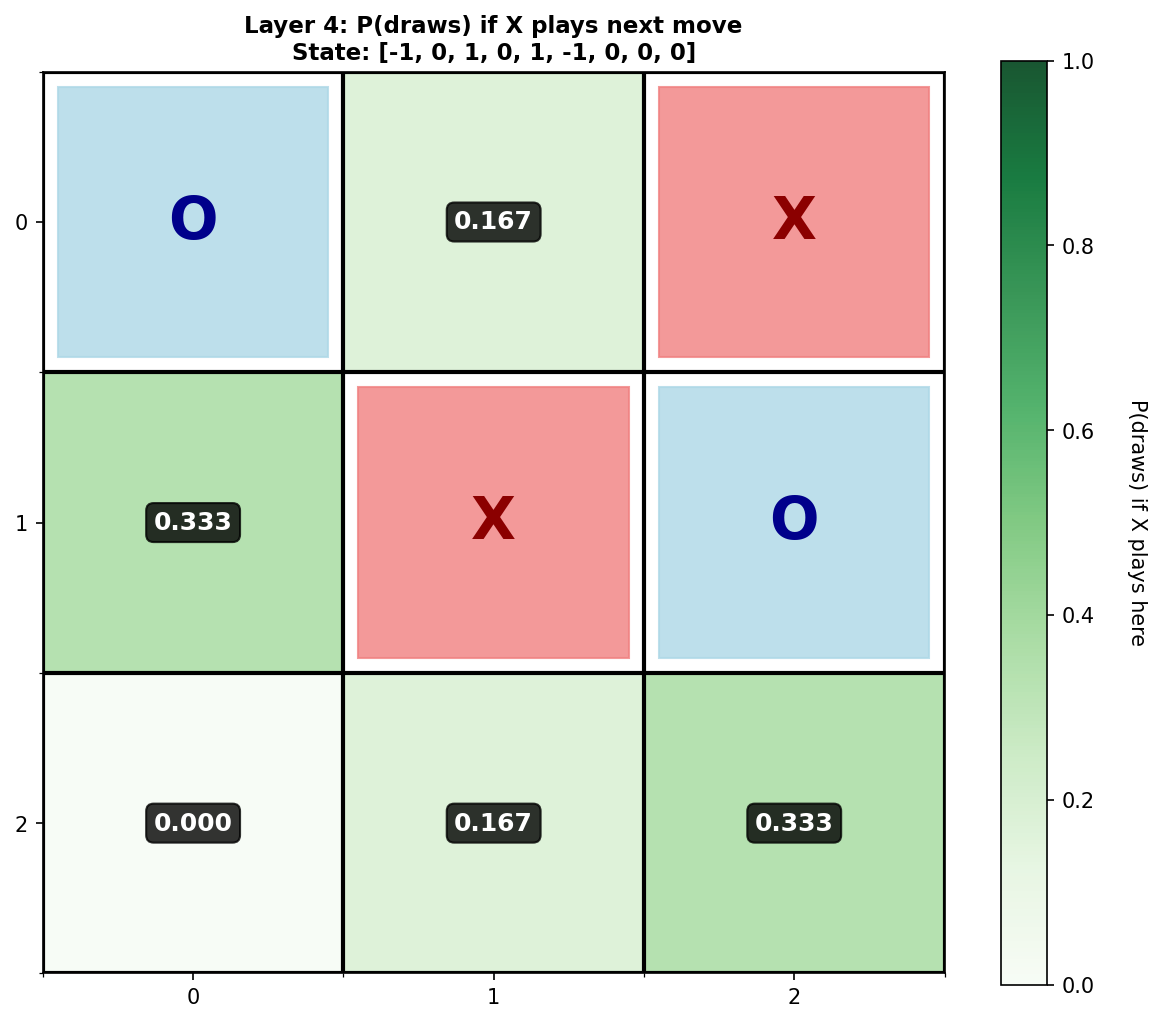 Layer 4: P(draws) if X plays next move
State: [-1, 0, 1, 0, 1, -1, 0, 0, 0]
O
0.167
X
0.333
X
O
0.000
0.167
0.333
0
1
2
0
1
2
1.0
0.8
0.6
0.4
0.2
0.0
P(draws) if X plays here